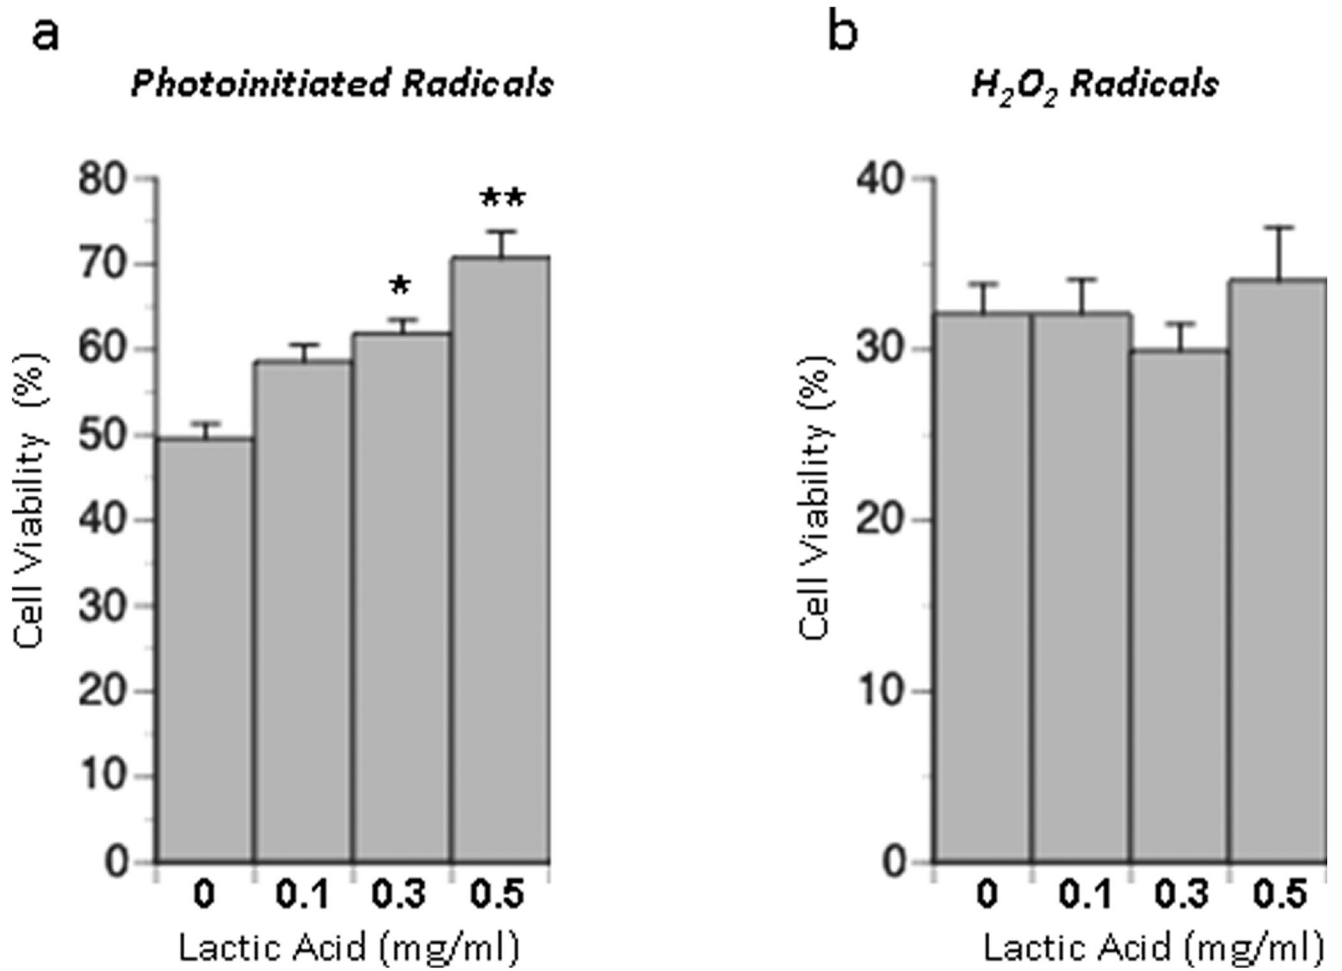 a
Photoinitiated Radicals
80
70
60
50
40
30
20
10
0
Cell Viability (%)
*
**
0 0.1 0.3 0.5
Lactic Acid (mg/ml)
b
H₂O₂ Radicals
40
30
20
10
0
Cell Viability (%)
0 0.1 0.3 0.5
Lactic Acid (mg/ml)